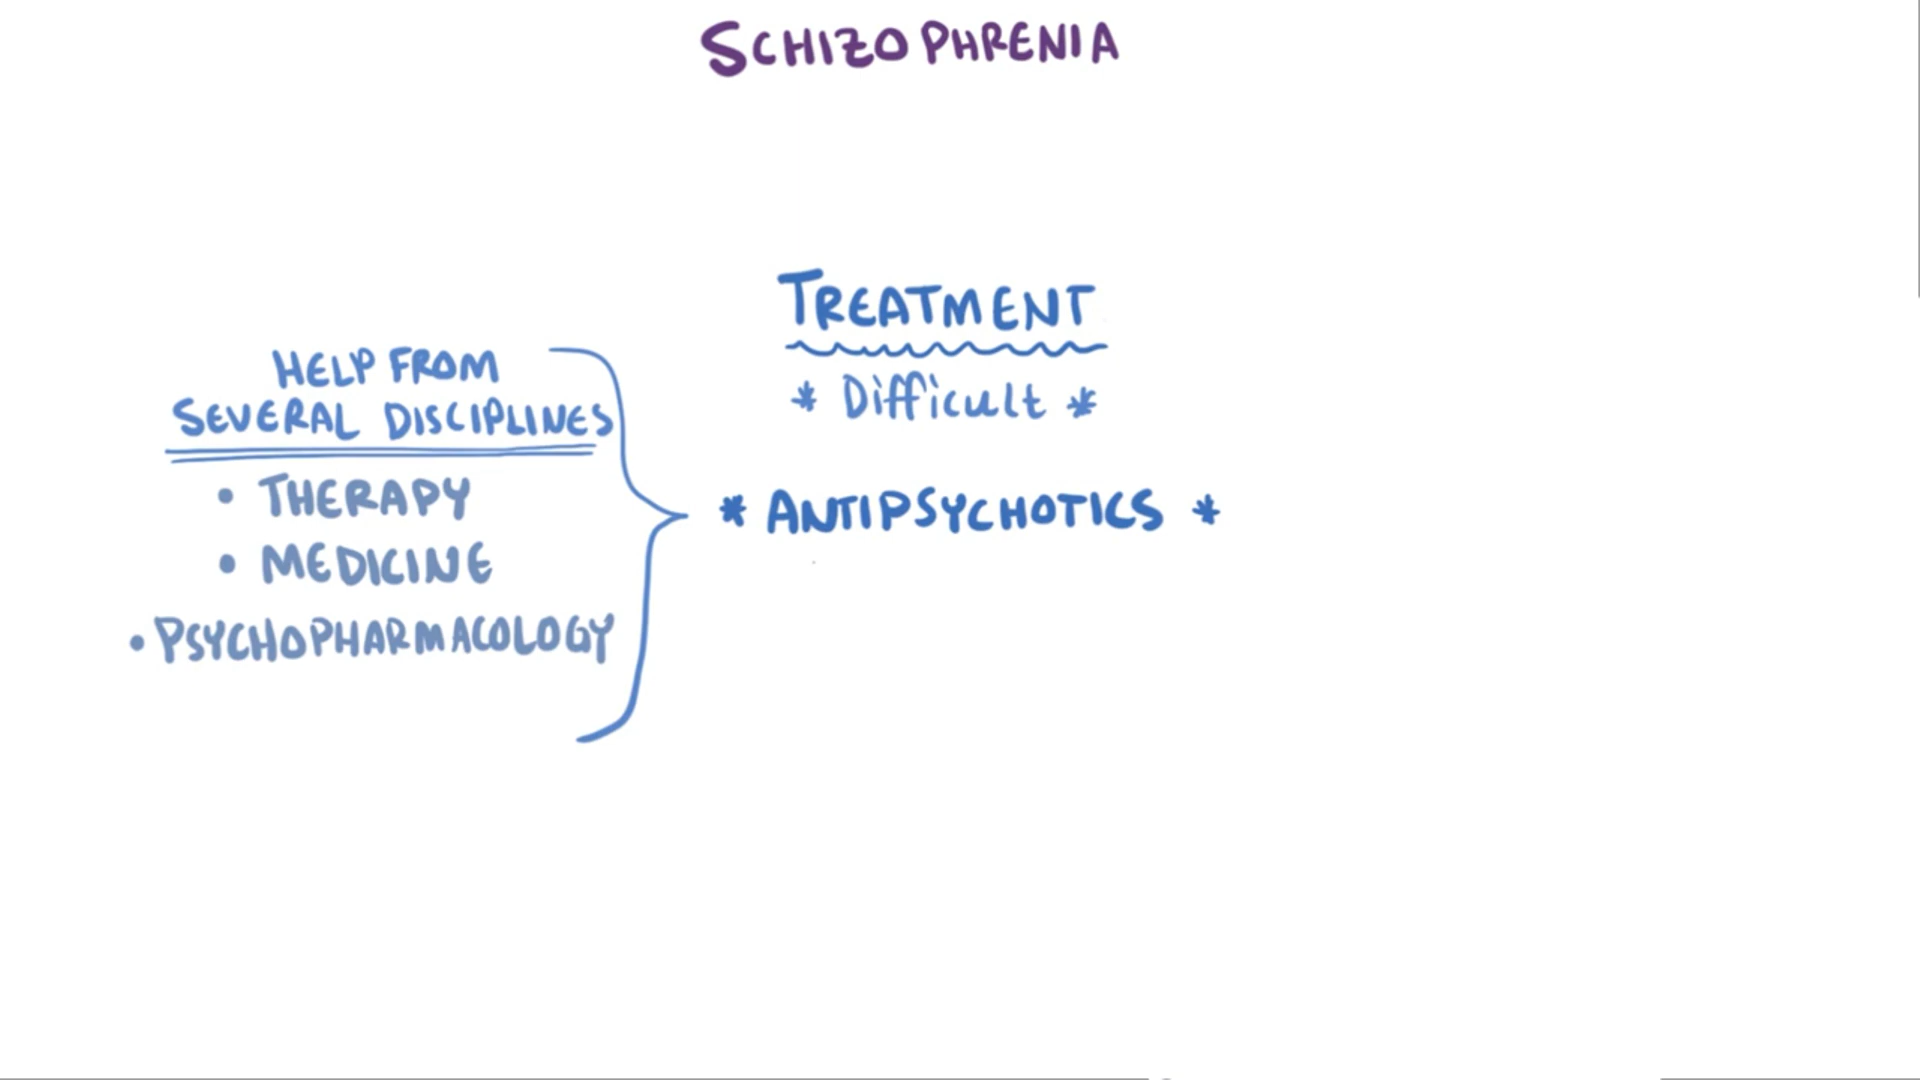 SCHIZOPHRENIA
TREATMENT
* Difficult *
HELP FROM
SEVERAL DISCIPLINES
• THERAPY
• MEDICINE
• PSYCHOPHARMACOLOGY
* ANTIPSYCHOTICS *